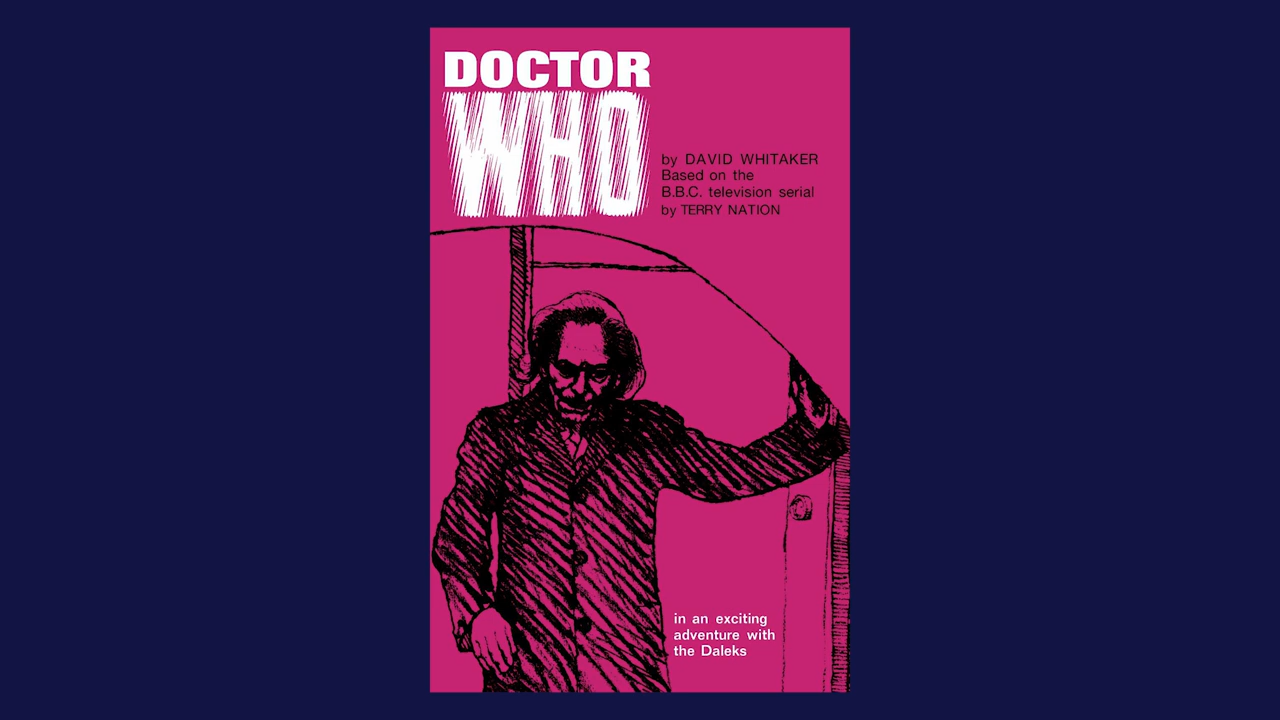 DOCTOR
WHO
by DAVID WHITAKER
Based on the
B.B.C. television serial
by TERRY NATION
in an exciting
adventure with
the Daleks